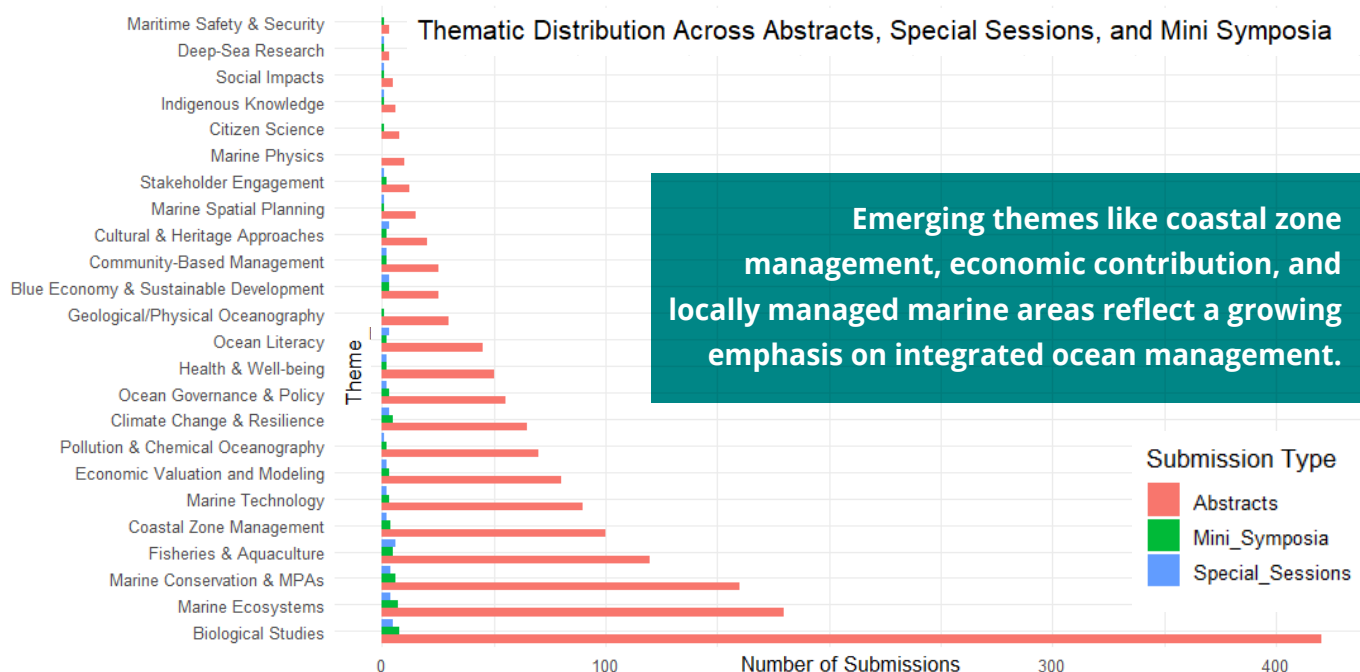 Thematic Distribution Across Abstracts, Special Sessions, and Mini Symposia
Maritime Safety & Security
Deep-Sea Research
Social Impacts
Indigenous Knowledge
Citizen Science
Marine Physics
Stakeholder Engagement
Marine Spatial Planning
Cultural & Heritage Approaches
Community-Based Management
Blue Economy & Sustainable Development
Geological/Physical Oceanography
Ocean Literacy
Health & Well-being
Ocean Governance & Policy
Climate Change & Resilience
Pollution & Chemical Oceanography
Economic Valuation and Modeling
Marine Technology
Coastal Zone Management
Fisheries & Aquaculture
Marine Conservation & MPAs
Marine Ecosystems
Biological Studies
Theme
Emerging themes like coastal zone
management, economic contribution, and
locally managed marine areas reflect a growing
emphasis on integrated ocean management.
Submission Type
Abstracts
Mini_Symposia
Special_Sessions
0 100 300 400
Number of Submissions